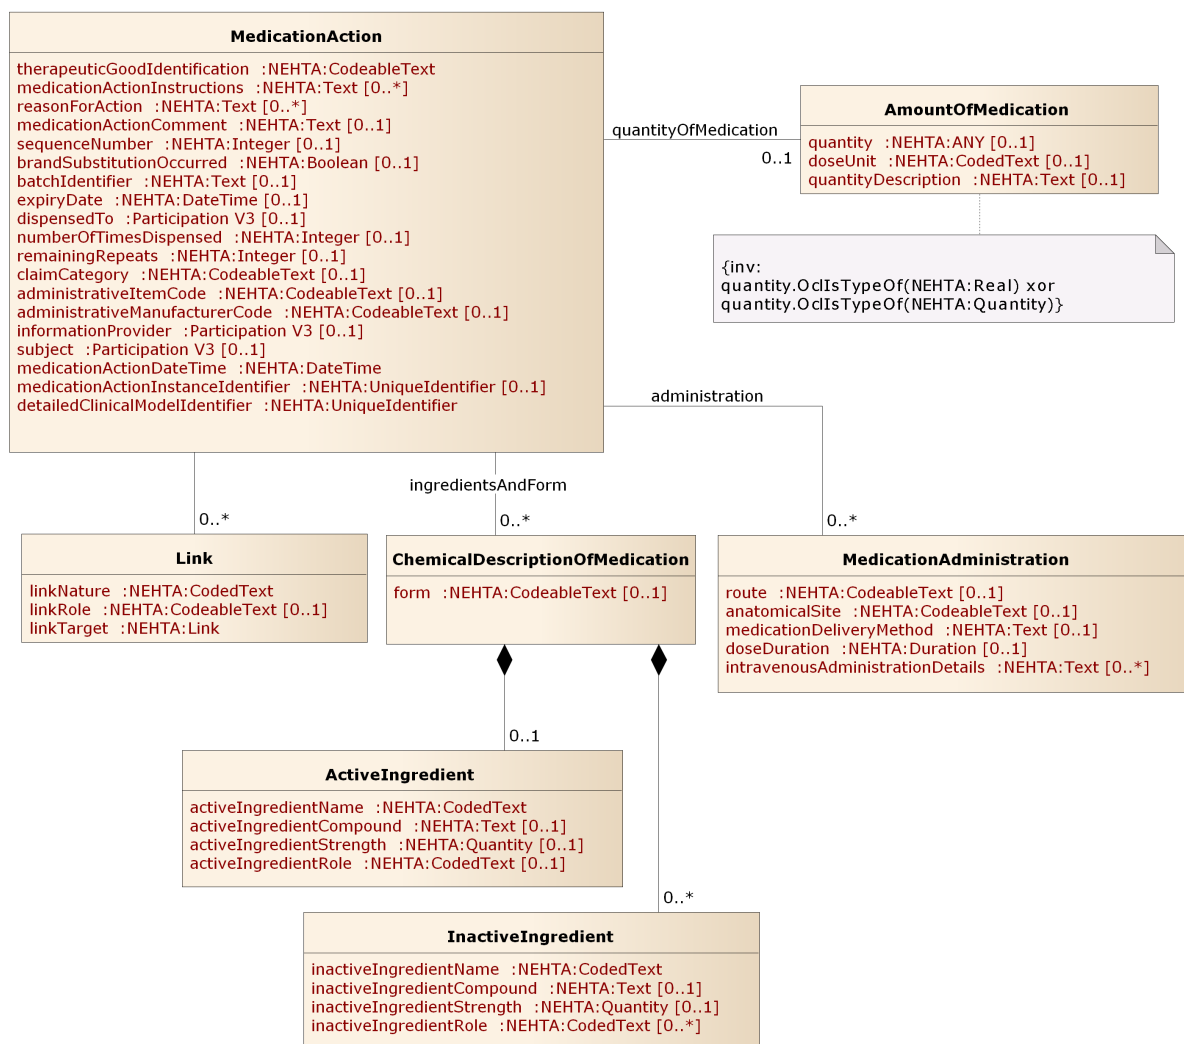 MedicationAction
therapeuticGoodIdentification :NEHTA:CodeableText
medicationActionInstructions :NEHTA:Text [0..*]
reasonForAction :NEHTA:Text [0..*]
medicationActionComment :NEHTA:Text [0..1]
sequenceNumber :NEHTA:Integer [0..1]
brandSubstitutionOccurred :NEHTA:Boolean [0..1]
batchIdentifier :NEHTA:Text [0..1]
expiryDate :NEHTA:DateTime [0..1]
dispensedTo :Participation V3 [0..1]
numberOfTimesDispensed :NEHTA:Integer [0..1]
remainingRepeats :NEHTA:Integer [0..1]
claimCategory :NEHTA:CodeableText [0..1]
administrativeItemCode :NEHTA:CodeableText [0..1]
administrativeManufacturerCode :NEHTA:CodeableText [0..1]
informationProvider :Participation V3 [0..1]
subject :Participation V3 [0..1]
medicationActionDateTime :NEHTA:DateTime
medicationActionInstanceIdentifier :NEHTA:UniqueIdentifier [0..1]
detailedClinicalModelIdentifier :NEHTA:UniqueIdentifier
quantityOfMedication
0..1
AmountOfMedication
quantity :NEHTA:ANY [0..1]
doseUnit :NEHTA:CodedText [0..1]
quantityDescription :NEHTA:Text [0..1]
{inv:
quantity.OclIsTypeOf(NEHTA:Real) xor
quantity.OclIsTypeOf(NEHTA:Quantity)}
administration
0..*
ingredientsAndForm
0..*
0..*
Link
linkNature :NEHTA:CodedText
linkRole :NEHTA:CodeableText [0..1]
linkTarget :NEHTA:Link
ChemicalDescriptionOfMedication
form :NEHTA:CodeableText [0..1]
MedicationAdministration
route :NEHTA:CodeableText [0..1]
anatomicalSite :NEHTA:CodeableText [0..1]
medicationDeliveryMethod :NEHTA:Text [0..1]
doseDuration :NEHTA:Duration [0..1]
intravenousAdministrationDetails :NEHTA:Text [0..*]
0..1
ActiveIngredient
activeIngredientName :NEHTA:CodedText
activeIngredientCompound :NEHTA:Text [0..1]
activeIngredientStrength :NEHTA:Quantity [0..1]
activeIngredientRole :NEHTA:CodedText [0..1]
0..*
InactiveIngredient
inactiveIngredientName :NEHTA:CodedText
inactiveIngredientCompound :NEHTA:Text [0..1]
inactiveIngredientStrength :NEHTA:Quantity [0..1]
inactiveIngredientRole :NEHTA:CodedText [0..*]